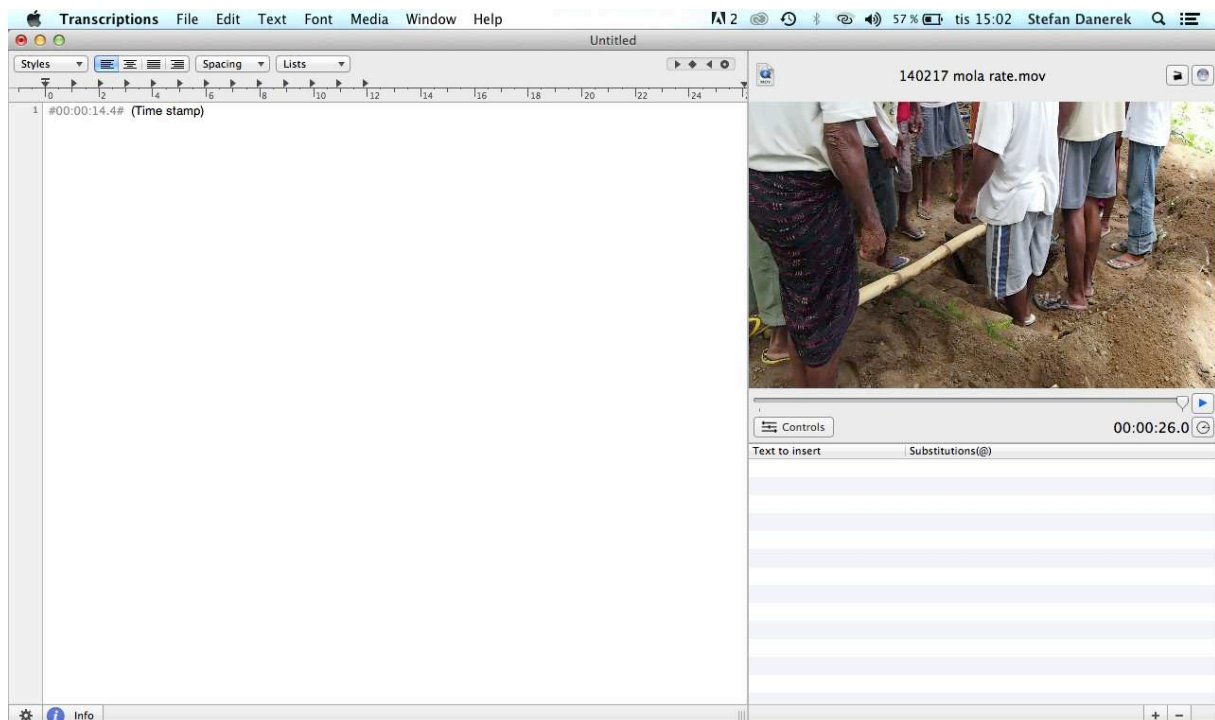 Transcriptions File Edit Text Font Media Window Help 2 57 % tis 15:02 Stefan Danerek
Untitled
Styles Spacing Lists
0 2 4 6 8 10 12 14 16 18 20 22 24
140217 mola rate.mov
1 #00:00:14.4# (Time stamp)
Controls 00:00:26.0
Text to insert Substitutions(@)
Info + −